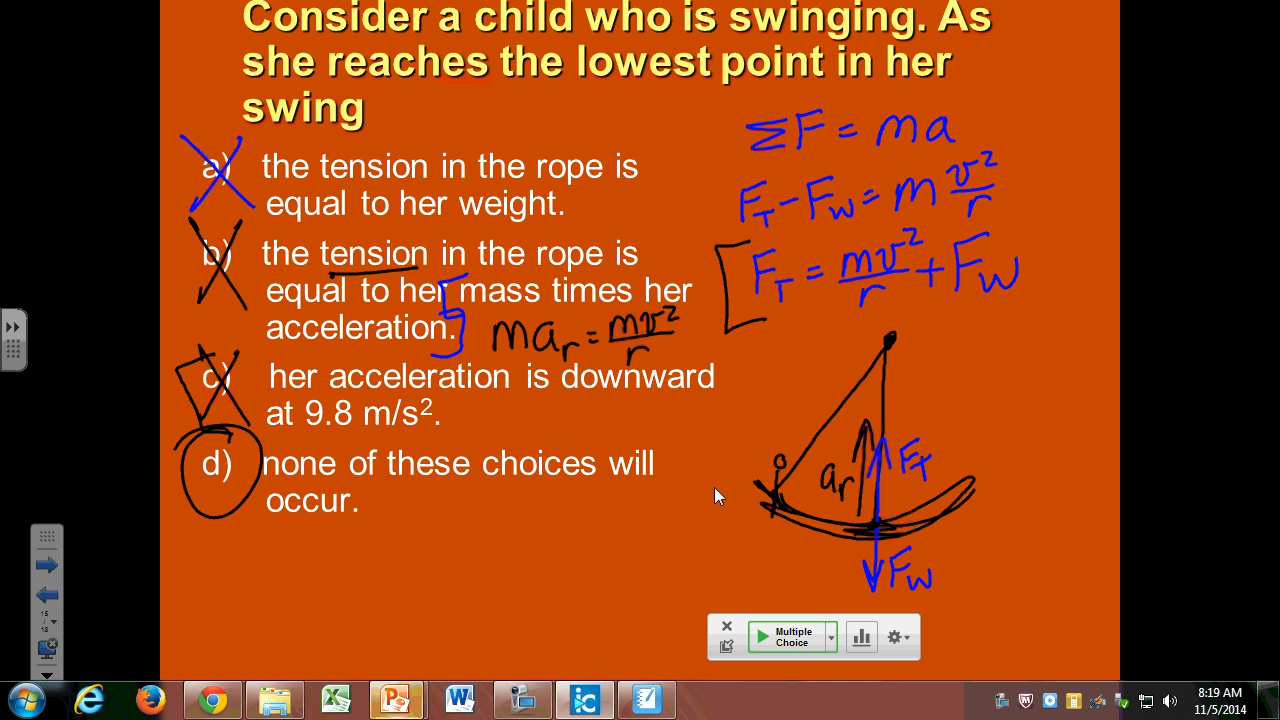 Consider a child who is swinging. As
she reaches the lowest point in her
swing
a) the tension in the rope is
equal to her weight.
b) the tension in the rope is
equal to her mass times her
acceleration.
ma_r = mv²/r
c) her acceleration is downward
at 9.8 m/s².
d) none of these choices will
occur.
ΣF = ma
F_T - F_W = m v²/r
F_T = mv²/r + F_W
a_r
F_T
F_W
Multiple
Choice
15
/
18
8:19 AM
11/5/2014